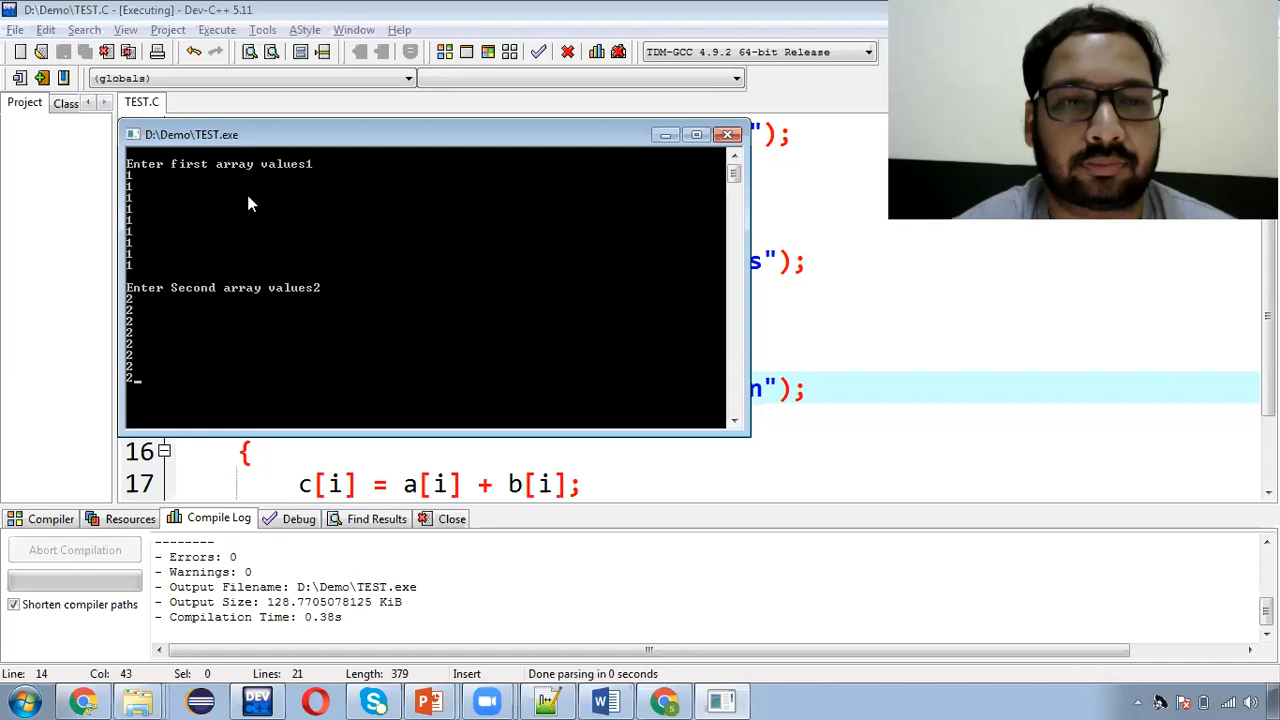 D:\Demo\TEST.C - [Executing] - Dev-C++ 5.11
File Edit Search View Project Execute Tools AStyle Window Help
TDM-GCC 4.9.2 64-bit Release
(globals)
Project Class TEST.C
");
D:\Demo\TEST.exe
Enter first array values1
1
1
1
1
1
1
1
1
1
Enter Second array values2
2
2
2
2
2
2
2
2
s");
n");
16 {
17 c[i] = a[i] + b[i];
Compiler Resources Compile Log Debug Find Results Close
Abort Compilation
Shorten compiler paths
--------
- Errors: 0
- Warnings: 0
- Output Filename: D:\Demo\TEST.exe
- Output Size: 128.7705078125 KiB
- Compilation Time: 0.38s
Line: 14 Col: 43 Sel: 0 Lines: 21 Length: 379 Insert Done parsing in 0 seconds